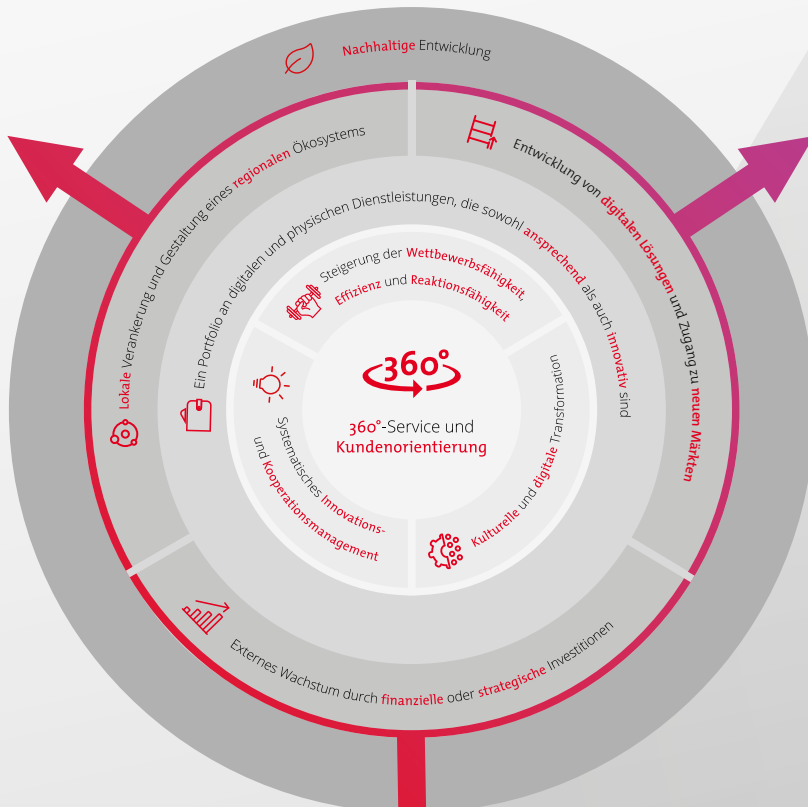 Nachhaltige Entwicklung
Lokale Verankerung und Gestaltung eines regionalen Ökosystems
Entwicklung von digitalen Lösungen und Zugang zu neuen Märkten
Ein Portfolio an digitalen und physischen Dienstleistungen, die sowohl ansprechend als auch innovativ sind
Steigerung der Wettbewerbsfähigkeit,
Effizienz und Reaktionsfähigkeit
360°
360°-Service und
Kundenorientierung
Systematisches Innovations-
und Kooperationsmanagement
Kulturelle und digitale Transformation
Externes Wachstum durch finanzielle oder strategische Investitionen